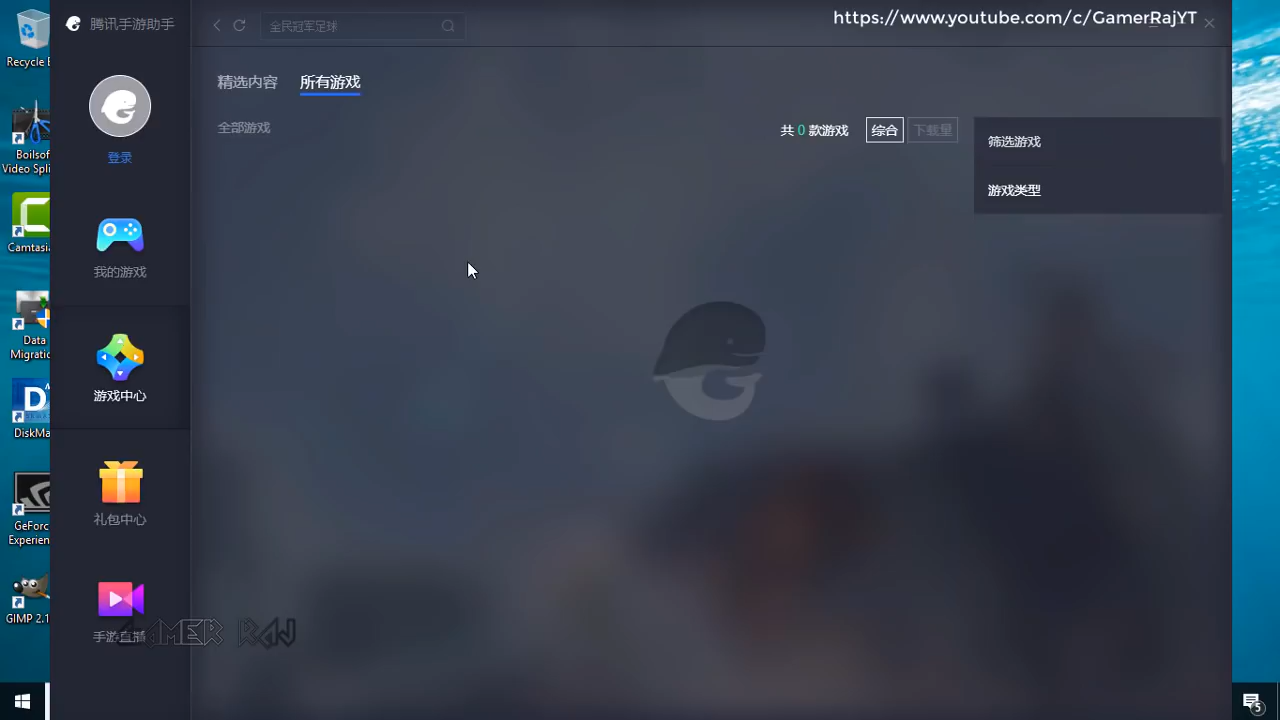 https://www.youtube.com/c/GamerRajYT
腾讯手游助手
全民冠军足球
登录
我的游戏
游戏中心
礼包中心
手游直播
精选内容
所有游戏
全部游戏
共 0 款游戏
综合
下载量
筛选游戏
游戏类型
GAMER RAJ
Recycle
Boilsof
Video Spli
Camtasia
Data
Migratio
DiskMa
GeForc
Experien
GIMP 2.1
5